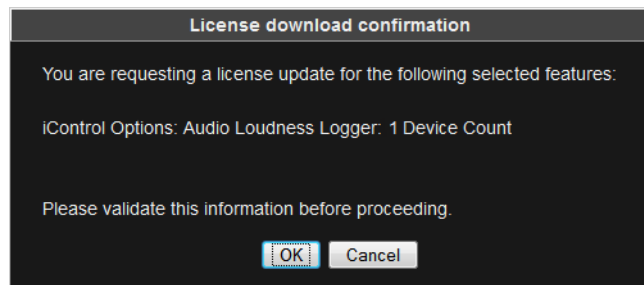 License download confirmation
You are requesting a license update for the following selected features:
iControl Options: Audio Loudness Logger: 1 Device Count
Please validate this information before proceeding.
OK Cancel